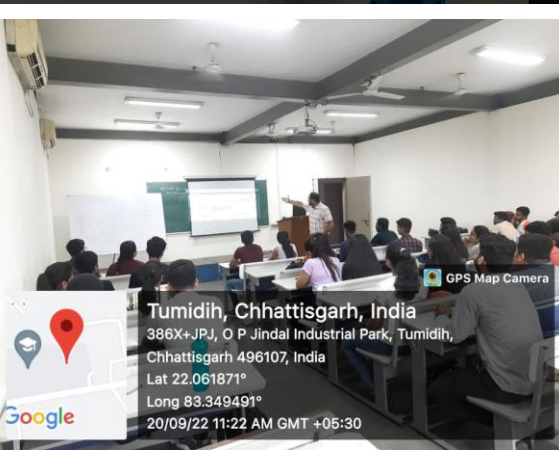 GPS Map Camera
Tumidih, Chhattisgarh, India
386X+JPJ, O P Jindal Industrial Park, Tumidih,
Chhattisgarh 496107, India
Lat 22.061871°
Long 83.349491°
20/09/22 11:22 AM GMT +05:30
Google